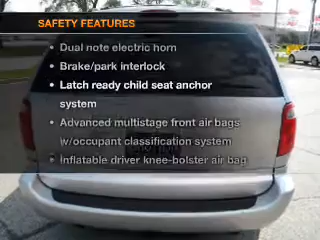 SAFETY FEATURES
• Dual note electric horn
• Brake/park interlock
• Latch ready child seat anchor
system
• Advanced multistage front air bags
w/occupant classification system
• Inflatable driver knee-bolster air bag